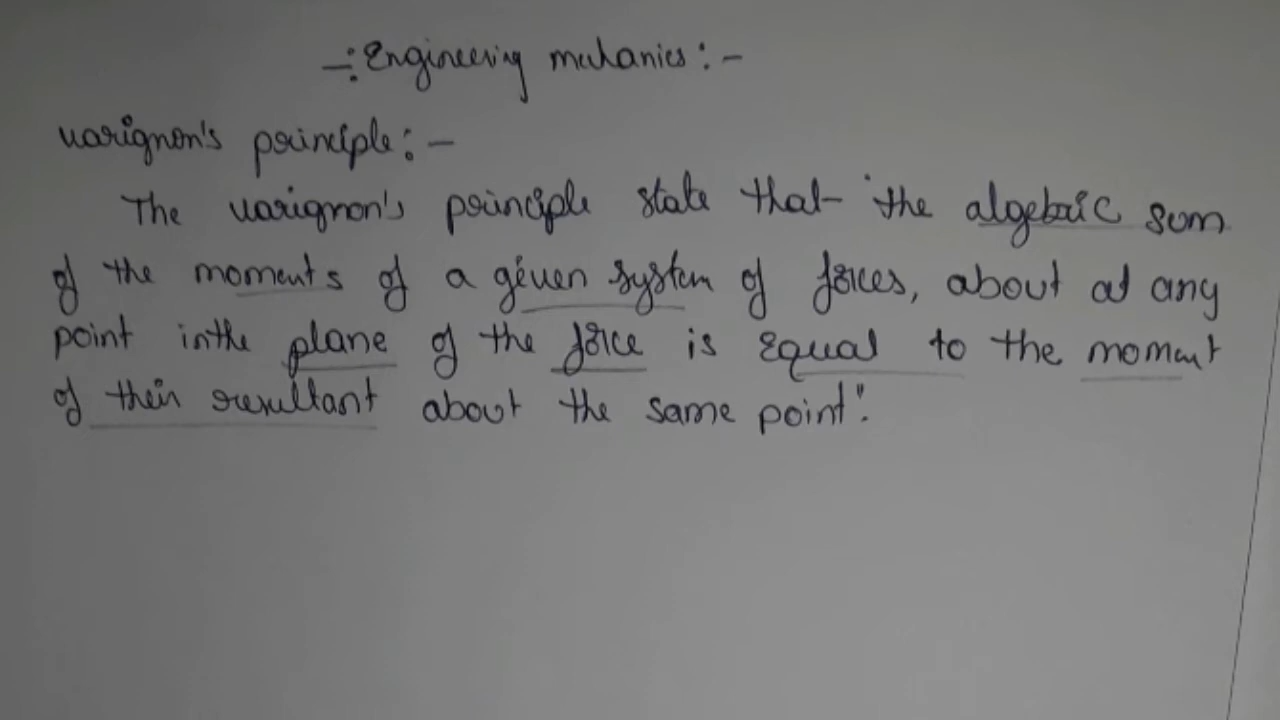 -: Engineering mechanics :-
varignon's principle :-
The varignon's principle state that "the algebraic sum
of the moments of a given system of forces, about at any
point in the plane of the force is equal to the moment
of their resultant about the same point".